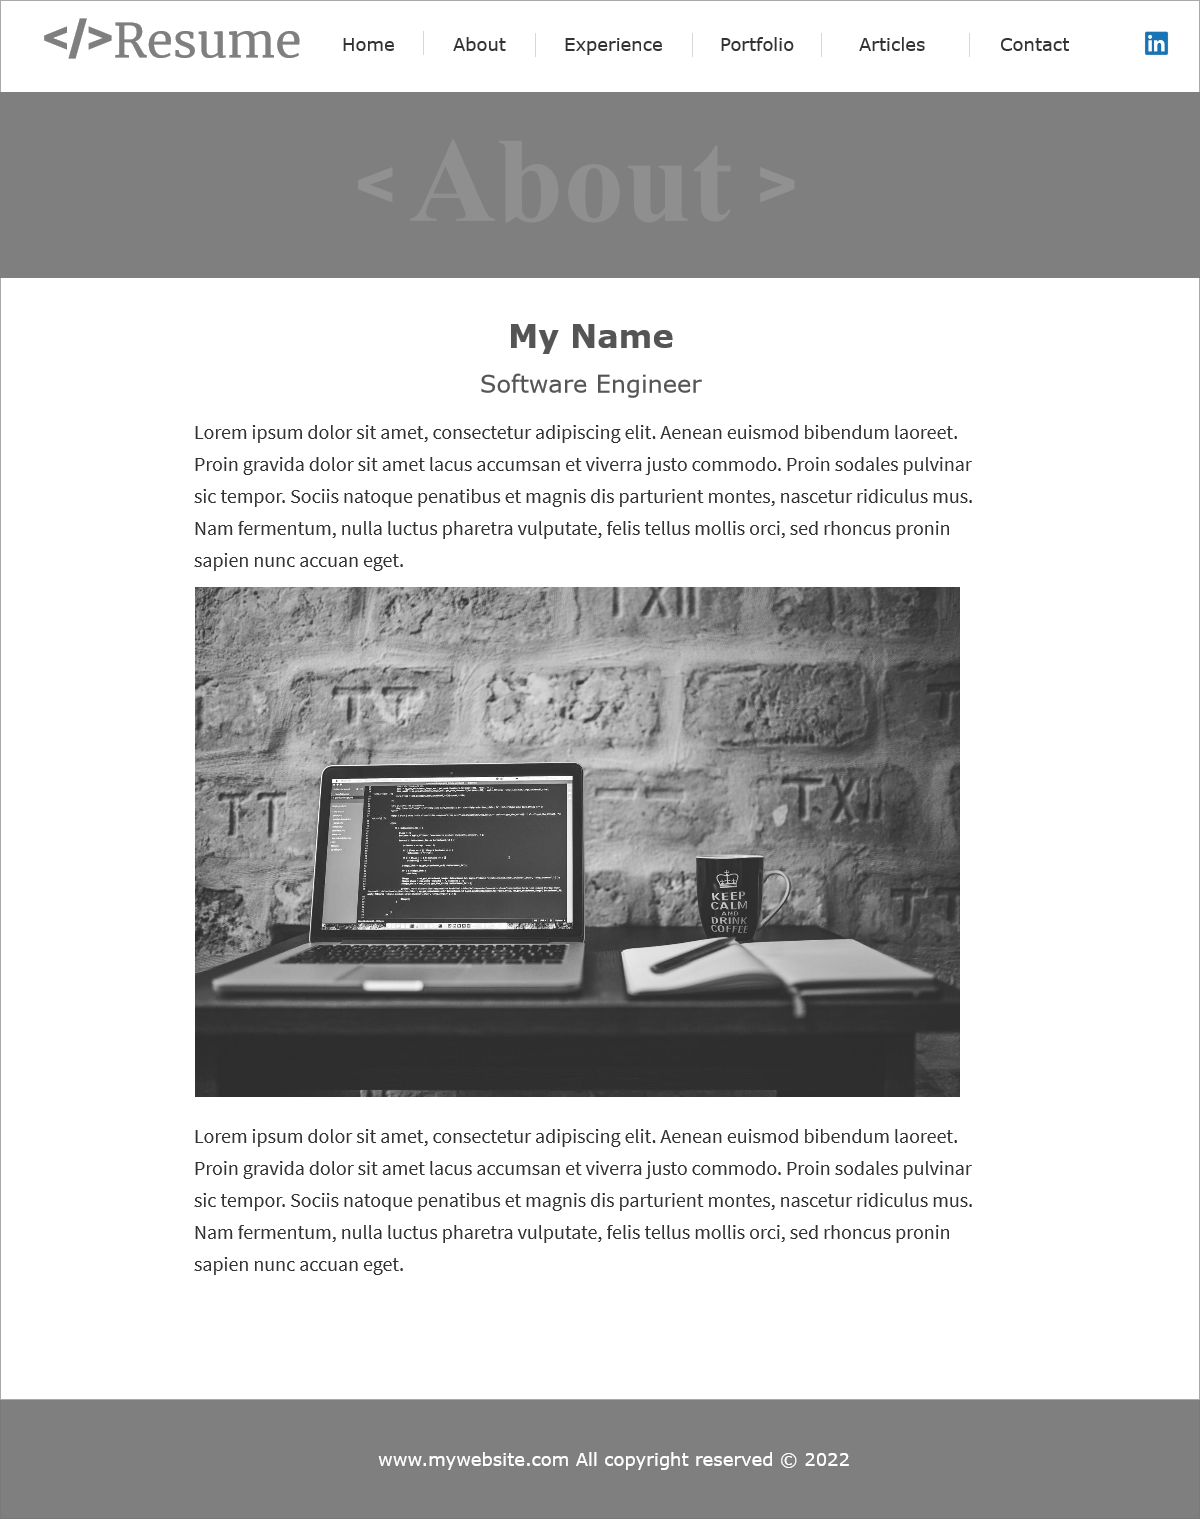 </>Resume
Home
About
Experience
Portfolio
Articles
Contact
in
< About >
My Name
Software Engineer
Lorem ipsum dolor sit amet, consectetur adipiscing elit. Aenean euismod bibendum laoreet.
Proin gravida dolor sit amet lacus accumsan et viverra justo commodo. Proin sodales pulvinar
sic tempor. Sociis natoque penatibus et magnis dis parturient montes, nascetur ridiculus mus.
Nam fermentum, nulla luctus pharetra vulputate, felis tellus mollis orci, sed rhoncus pronin
sapien nunc accuan eget.
TXII
TT
TT
TXII
KEEP
CALM
AND
DRINK
COFFEE
Lorem ipsum dolor sit amet, consectetur adipiscing elit. Aenean euismod bibendum laoreet.
Proin gravida dolor sit amet lacus accumsan et viverra justo commodo. Proin sodales pulvinar
sic tempor. Sociis natoque penatibus et magnis dis parturient montes, nascetur ridiculus mus.
Nam fermentum, nulla luctus pharetra vulputate, felis tellus mollis orci, sed rhoncus pronin
sapien nunc accuan eget.
www.mywebsite.com All copyright reserved © 2022